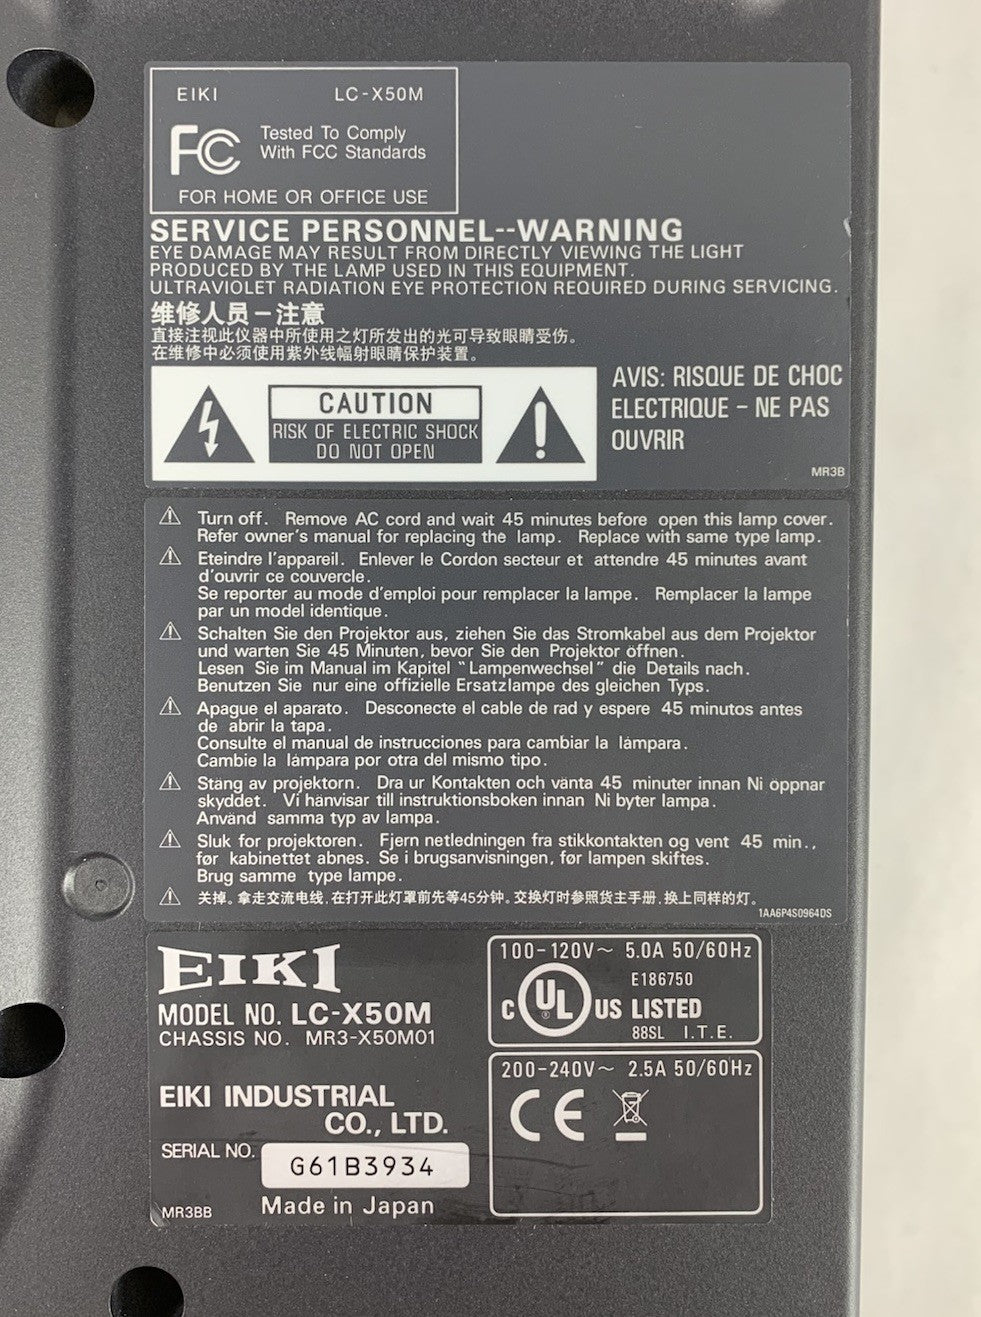 EIKI LC-X50M
FC Tested To Comply
With FCC Standards
FOR HOME OR OFFICE USE
SERVICE PERSONNEL--WARNING
EYE DAMAGE MAY RESULT FROM DIRECTLY VIEWING THE LIGHT
PRODUCED BY THE LAMP USED IN THIS EQUIPMENT.
ULTRAVIOLET RADIATION EYE PROTECTION REQUIRED DURING SERVICING.
维修人员－注意
直接注视此仪器中所使用之灯所发出的光可导致眼睛受伤。
在维修中必须使用紫外线幅射眼睛保护装置。
CAUTION
RISK OF ELECTRIC SHOCK
DO NOT OPEN
AVIS: RISQUE DE CHOC
ELECTRIQUE – NE PAS
OUVRIR
MR3B
Turn off. Remove AC cord and wait 45 minutes before open this lamp cover.
Refer owner's manual for replacing the lamp. Replace with same type lamp.
Eteindre l'appareil. Enlever le Cordon secteur et attendre 45 minutes avant
d'ouvrir ce couvercle.
Se reporter au mode d'emploi pour remplacer la lampe. Remplacer la lampe
par un model identique.
Schalten Sie den Projektor aus, ziehen Sie das Stromkabel aus dem Projektor
und warten Sie 45 Minuten, bevor Sie den Projektor öffnen.
Lesen Sie im Manual im Kapitel "Lampenwechsel" die Details nach.
Benutzen Sie nur eine offizielle Ersatzlampe des gleichen Typs.
Apague el aparato. Desconecte el cable de rad y espere 45 minutos antes
de abrir la tapa.
Consulte el manual de instrucciones para cambiar la lámpara.
Cambie la lámpara por otra del mismo tipo.
Stäng av projektorn. Dra ur Kontakten och vänta 45 minuter innan Ni öppnar
skyddet. Vi hänvisar till instruktionsboken innan Ni byter lampa.
Använd samma typ av lampa.
Sluk for projektoren. Fjern netledningen fra stikkontakten og vent 45 min.,
før kabinettet abnes. Se i brugsanvisningen, før lampen skiftes.
Brug samme type lampe.
关掉。拿走交流电线,在打开此灯罩前先等45分钟。交换灯时参照货主手册,换上同样的灯。
1AA6P4S0964DS
EIKI
MODEL NO. LC-X50M
CHASSIS NO. MR3-X50M01
EIKI INDUSTRIAL
CO., LTD.
SERIAL NO. G61B3934
MR3BB Made in Japan
100-120V～ 5.0A 50/60Hz
E186750
C UL ® US LISTED
88SL I.T.E.
200-240V～ 2.5A 50/60Hz
CE